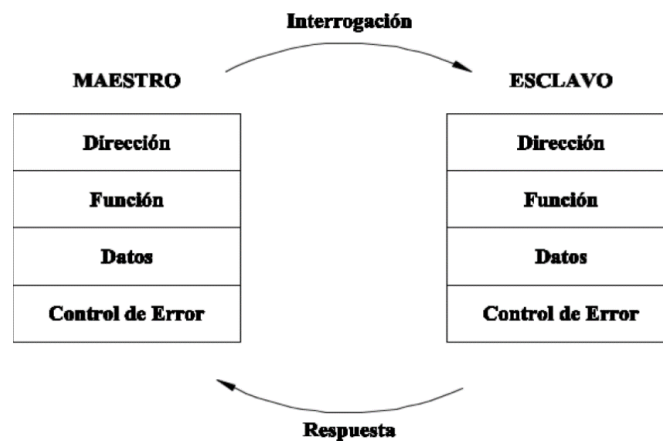 Interrogación
MAESTRO
ESCLAVO
Dirección
Dirección
Función
Función
Datos
Datos
Control de Error
Control de Error
Respuesta